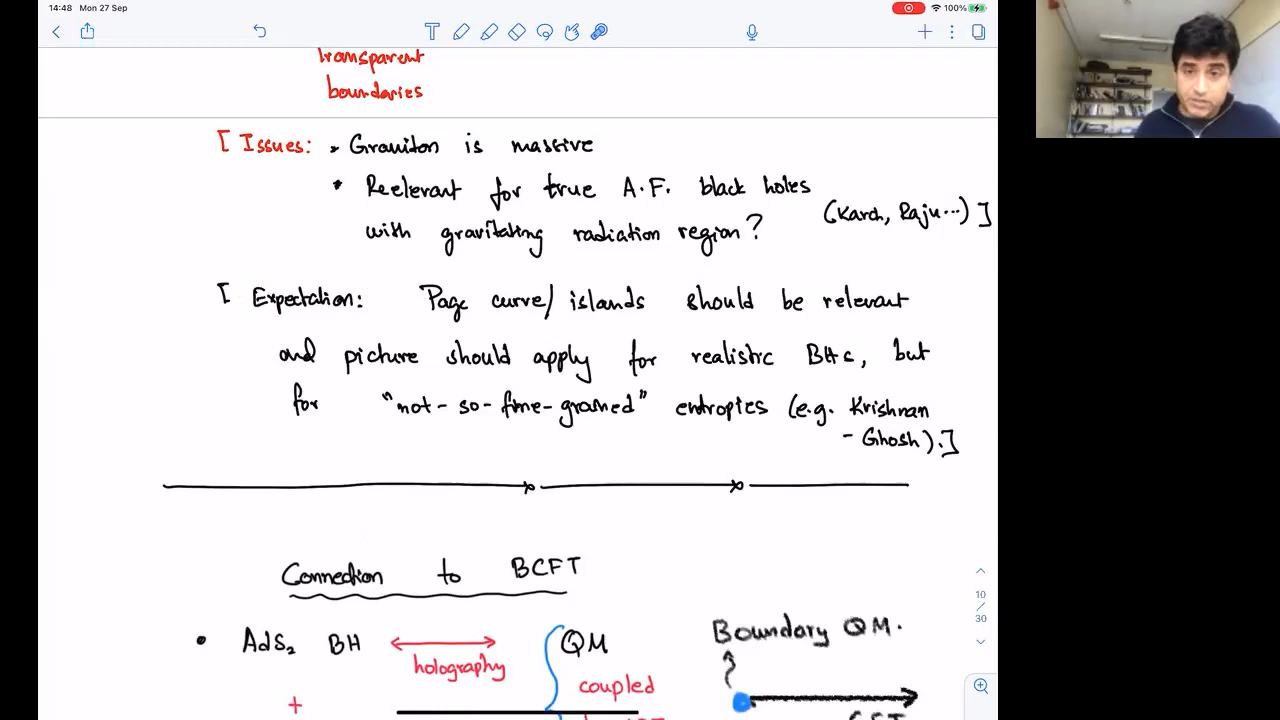 14:48 Mon 27 Sep
100%
transparent
boundaries
[ Issues: • Graviton is massive
• Reelevant for true A.F. black holes
with gravitating radiation region?
(Karch, Raju...) ]
[ Expectation: Page curve/ islands should be relevant
and picture should apply for realistic BHs, but
for "not-so-fine-grained" entropies (e.g. Krishnan
- Ghosh).]
Connection to BCFT
• AdS₂ BH
holography
QM
coupled
+
Boundary QM.
10
/
30